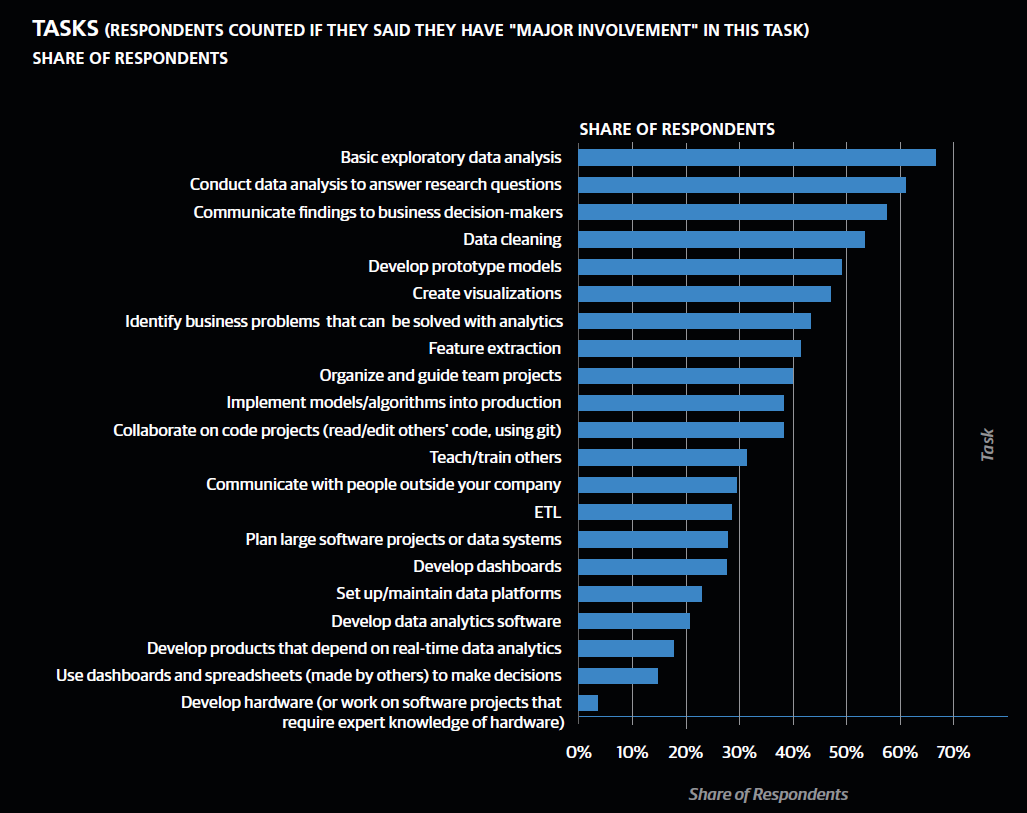 TASKS (RESPONDENTS COUNTED IF THEY SAID THEY HAVE "MAJOR INVOLVEMENT" IN THIS TASK)
SHARE OF RESPONDENTS
SHARE OF RESPONDENTS
Basic exploratory data analysis
Conduct data analysis to answer research questions
Communicate findings to business decision-makers
Data cleaning
Develop prototype models
Create visualizations
Identify business problems that can be solved with analytics
Feature extraction
Organize and guide team projects
Implement models/algorithms into production
Collaborate on code projects (read/edit others' code, using git)
Teach/train others
Communicate with people outside your company
ETL
Plan large software projects or data systems
Develop dashboards
Set up/maintain data platforms
Develop data analytics software
Develop products that depend on real-time data analytics
Use dashboards and spreadsheets (made by others) to make decisions
Develop hardware (or work on software projects that
require expert knowledge of hardware)
Task
0% 10% 20% 30% 40% 50% 60% 70%
Share of Respondents